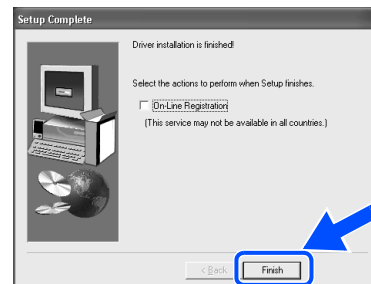 Setup Complete
Driver installation is finished!
Select the actions to perform when Setup finishes.
On-Line Registration
(This service may not be available in all countries.)
< Back
Finish